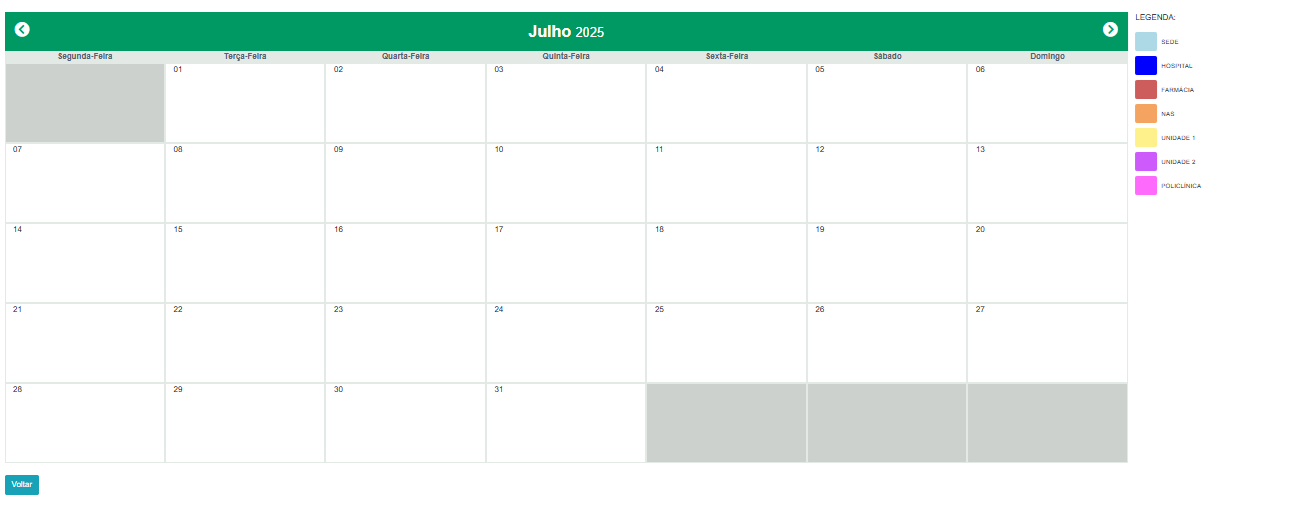 Julho 2025
Segunda-Feira Terça-Feira Quarta-Feira Quinta-Feira Sexta-Feira Sábado Domingo
01 02 03 04 05 06
07 08 09 10 11 12 13
14 15 16 17 18 19 20
21 22 23 24 25 26 27
28 29 30 31
Voltar
LEGENDA:
SEDE
HOSPITAL
FARMÁCIA
NAS
UNIDADE 1
UNIDADE 2
POLICLÍNICA